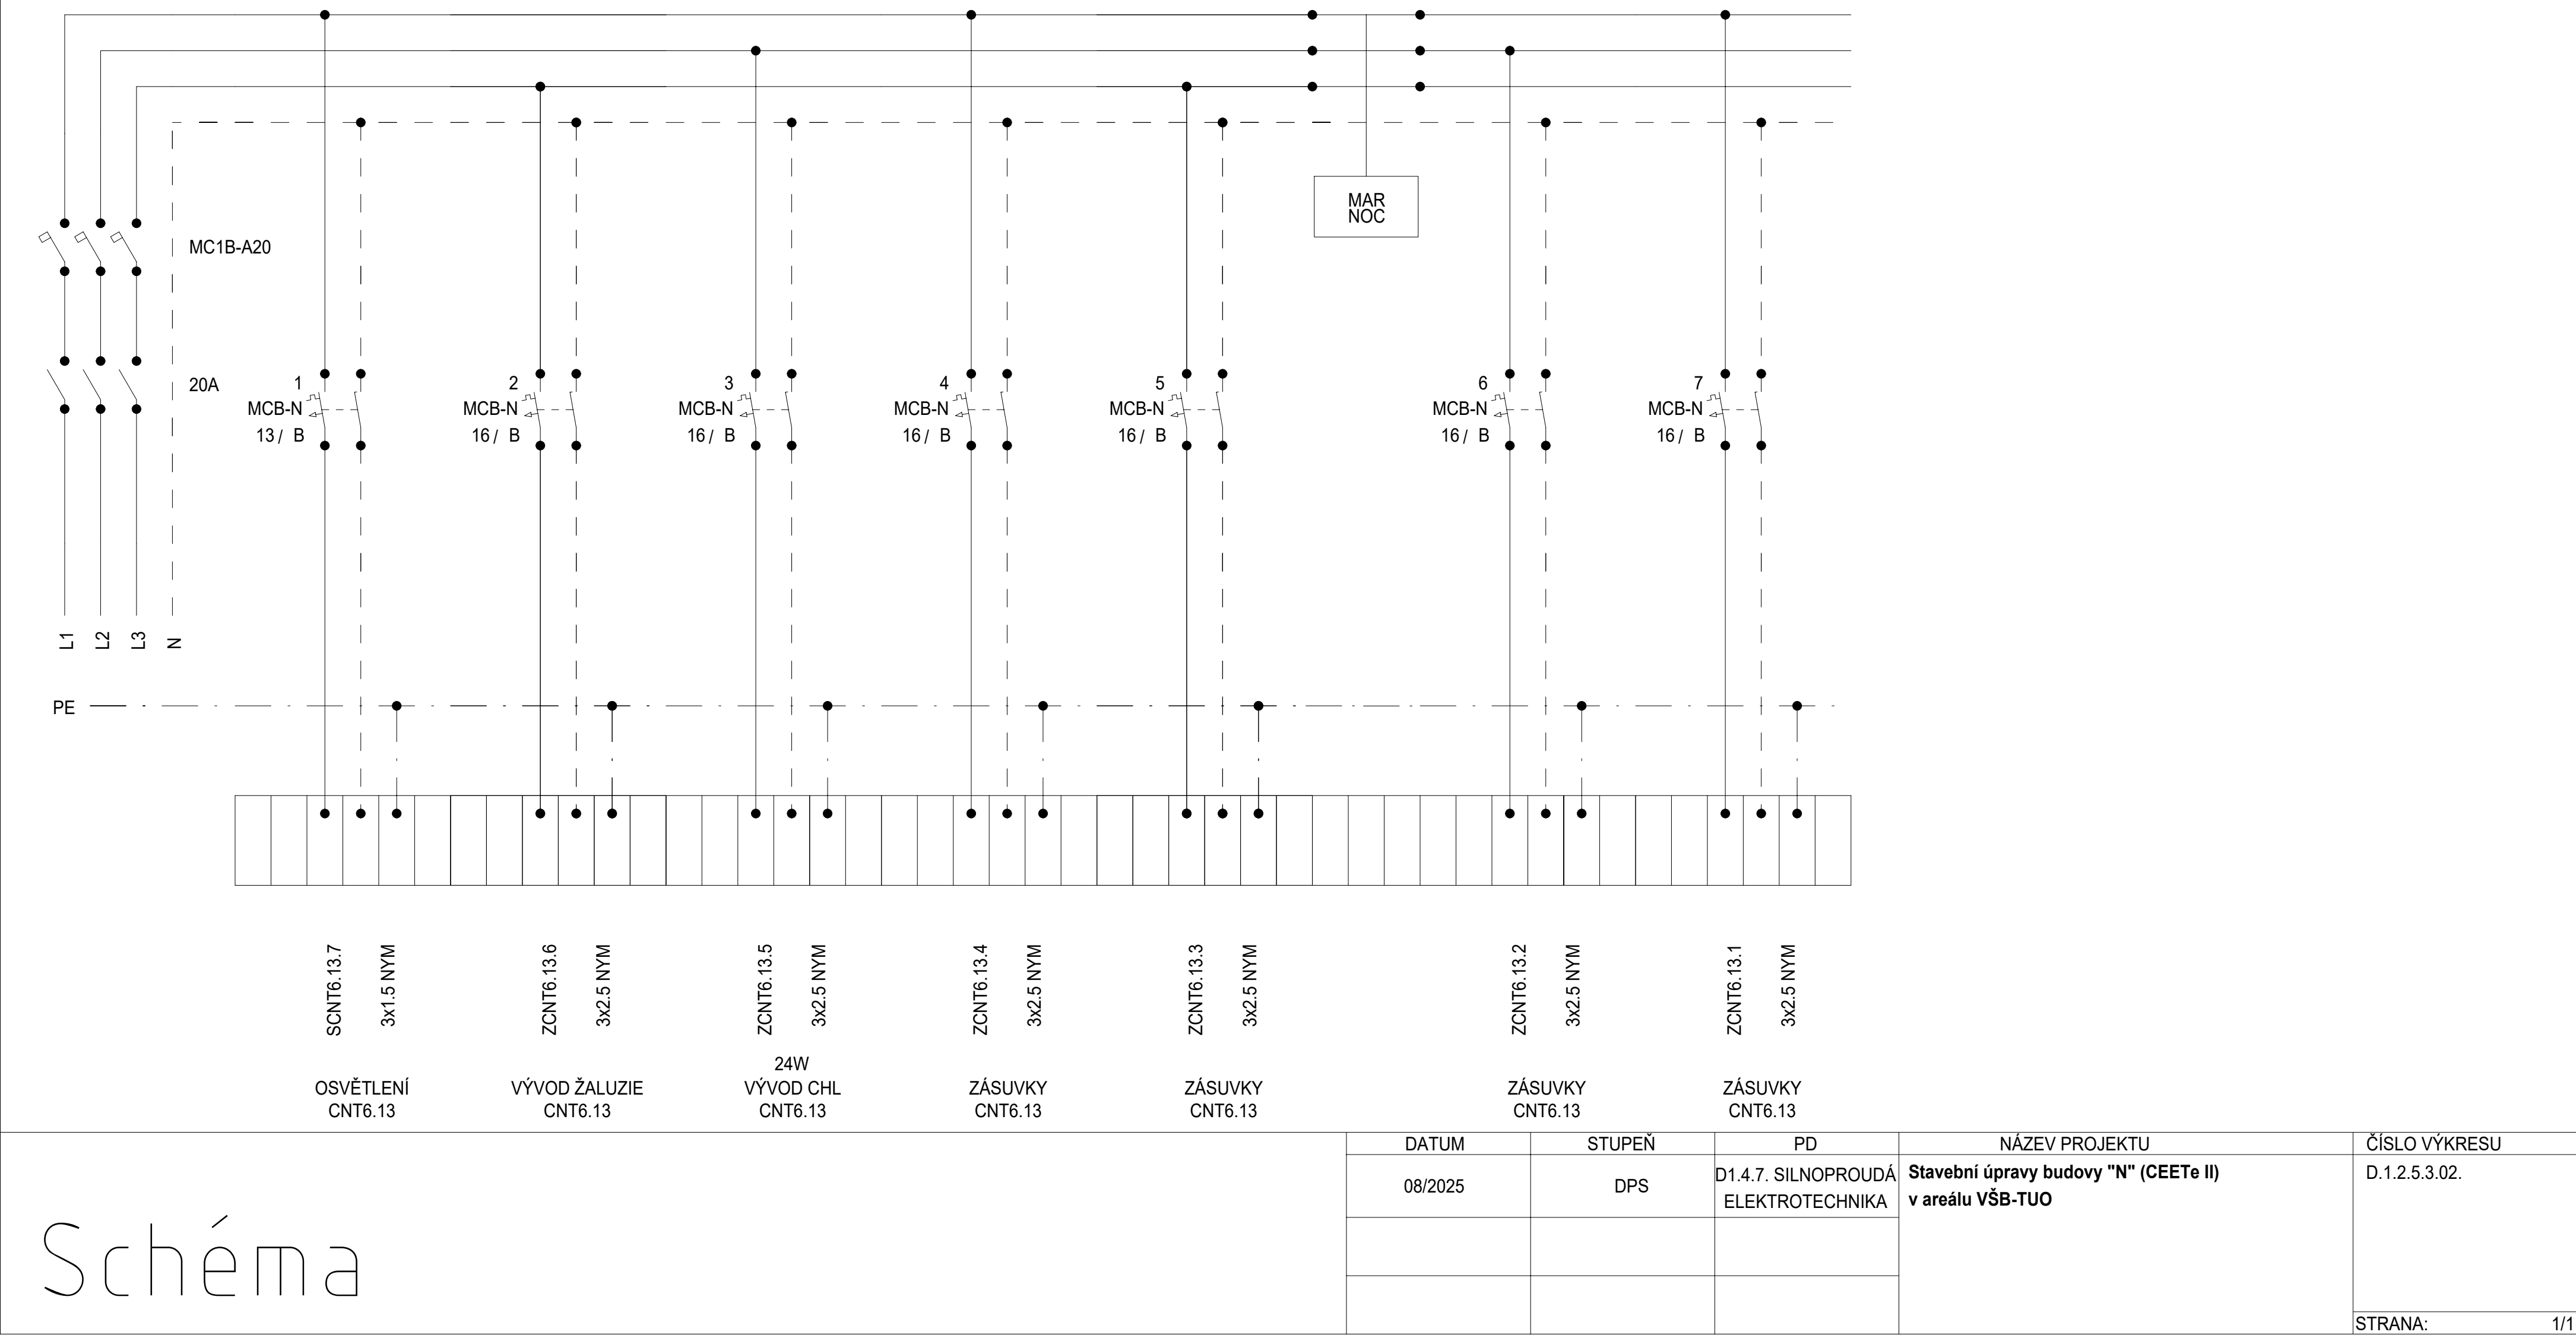 MAR
NOC
MC1B-A20
20A
1
MCB-N
13 / B
2
MCB-N
16 / B
3
MCB-N
16 / B
4
MCB-N
16 / B
5
MCB-N
16 / B
6
MCB-N
16 / B
7
MCB-N
16 / B
L1
L2
L3
N
PE
SCNT6.13.7
3x1.5 NYM
ZCNT6.13.6
3x2.5 NYM
ZCNT6.13.5
3x2.5 NYM
ZCNT6.13.4
3x2.5 NYM
ZCNT6.13.3
3x2.5 NYM
ZCNT6.13.2
3x2.5 NYM
ZCNT6.13.1
3x2.5 NYM
OSVĚTLENÍ
CNT6.13
VÝVOD ŽALUZIE
CNT6.13
24W
VÝVOD CHL
CNT6.13
ZÁSUVKY
CNT6.13
ZÁSUVKY
CNT6.13
ZÁSUVKY
CNT6.13
ZÁSUVKY
CNT6.13
Schéma
DATUM
08/2025
STUPEŇ
DPS
PD
D1.4.7. SILNOPROUDÁ
ELEKTROTECHNIKA
NÁZEV PROJEKTU
Stavební úpravy budovy "N" (CEETe II)
v areálu VŠB-TUO
ČÍSLO VÝKRESU
D.1.2.5.3.02.
STRANA: 1/1